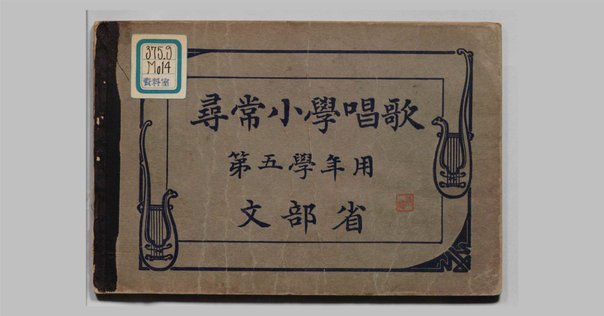 375.9
Mo14
資料室
尋常小學唱歌
第五學年用
文部省